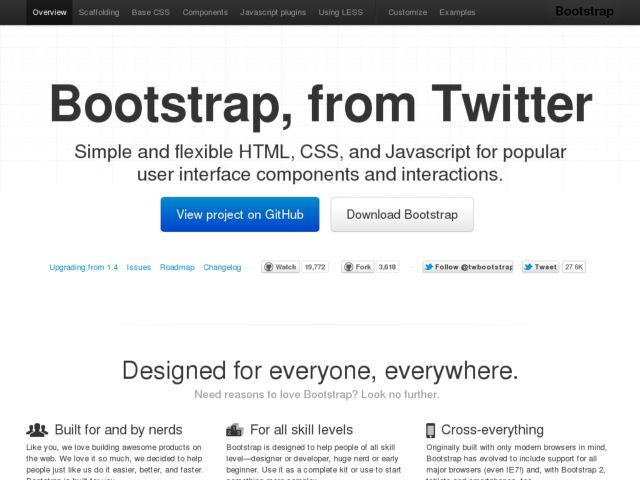 Overview Scaffolding Base CSS Components Javascript plugins Using LESS Customize Examples Bootstrap
Bootstrap, from Twitter
Simple and flexible HTML, CSS, and Javascript for popular
user interface components and interactions.
View project on GitHub Download Bootstrap
Upgrading from 1.4 Issues Roadmap Changelog Watch 19,772 Fork 3,618 Follow @twbootstrap Tweet 27.6K
Designed for everyone, everywhere.
Need reasons to love Bootstrap? Look no further.
Built for and by nerds
Like you, we love building awesome products on
the web. We love it so much, we decided to help
people just like us do it easier, better, and faster.
Bootstrap is built for you.
For all skill levels
Bootstrap is designed to help people of all skill
level—designer or developer, huge nerd or early
beginner. Use it as a complete kit or use to start
something more complex.
Cross-everything
Originally built with only modern browsers in mind,
Bootstrap has evolved to include support for all
major browsers (even IE7!) and, with Bootstrap 2,
tablets and smartphones, too.